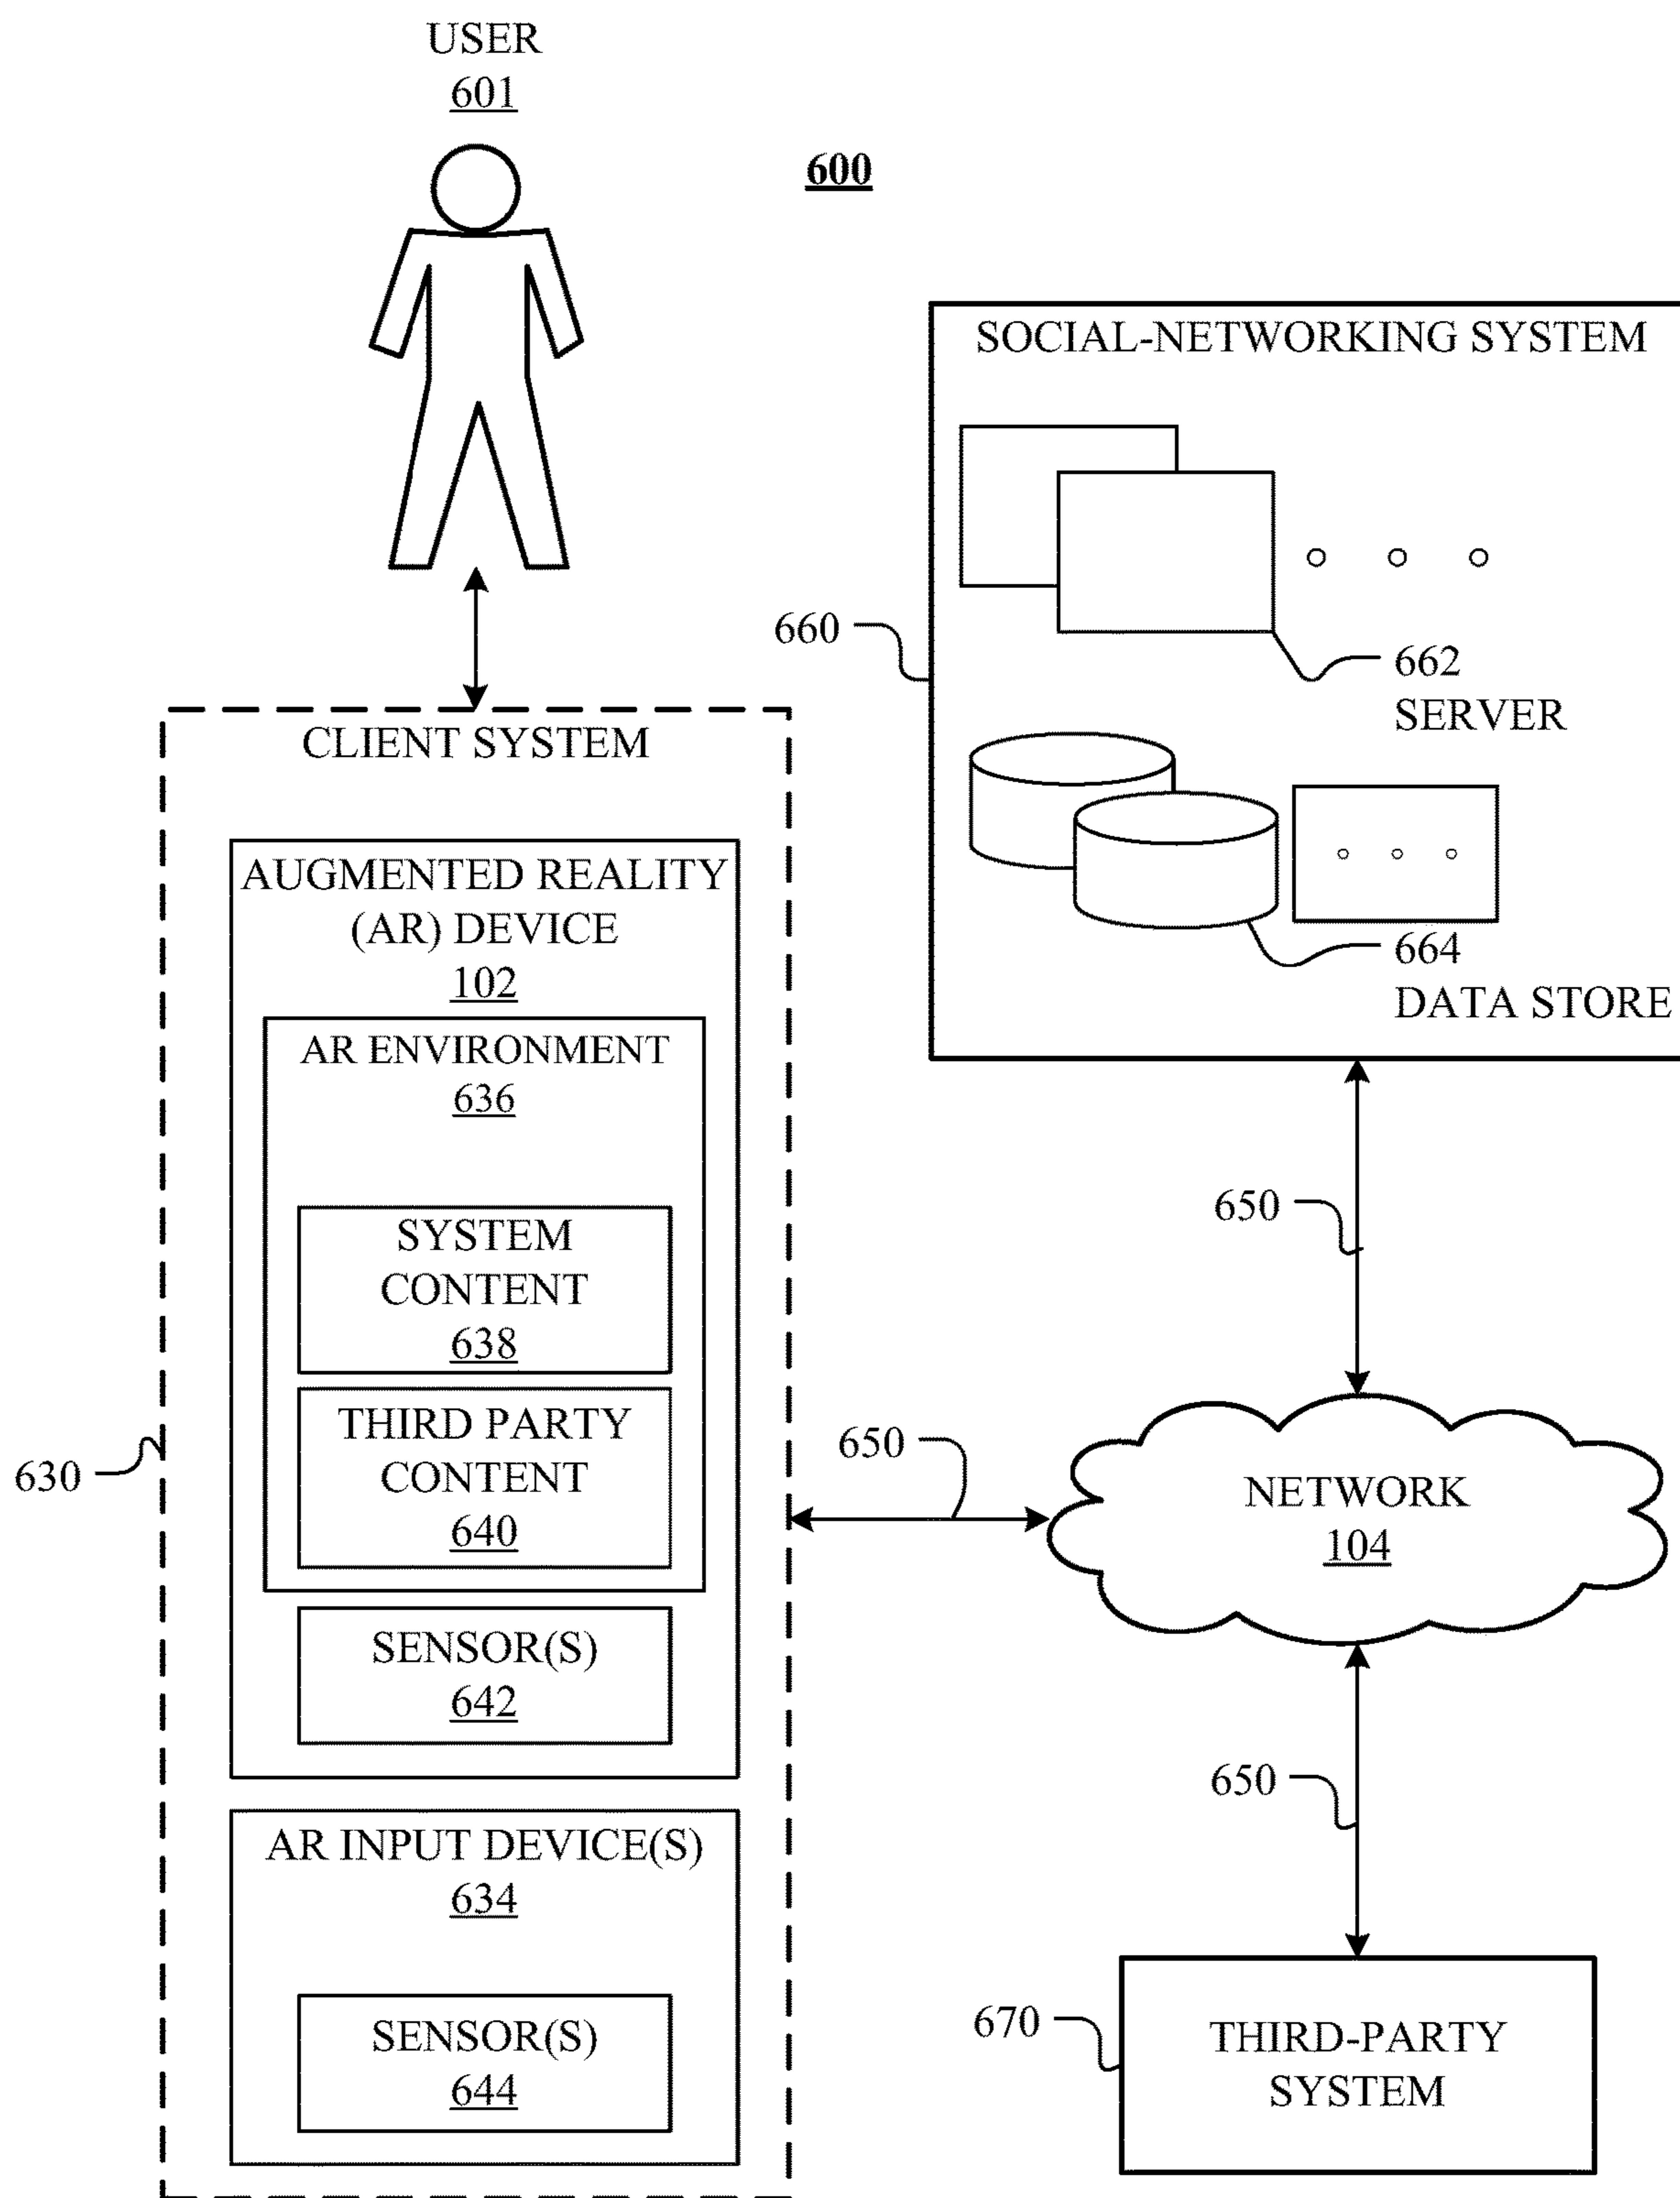 USER
601
600
SOCIAL-NETWORKING SYSTEM
660
662
SERVER
664
DATA STORE
CLIENT SYSTEM
AUGMENTED REALITY
(AR) DEVICE
102
AR ENVIRONMENT
636
SYSTEM
CONTENT
638
THIRD PARTY
CONTENT
640
SENSOR(S)
642
630
AR INPUT DEVICE(S)
634
SENSOR(S)
644
650
650
NETWORK
104
650
670
THIRD-PARTY
SYSTEM